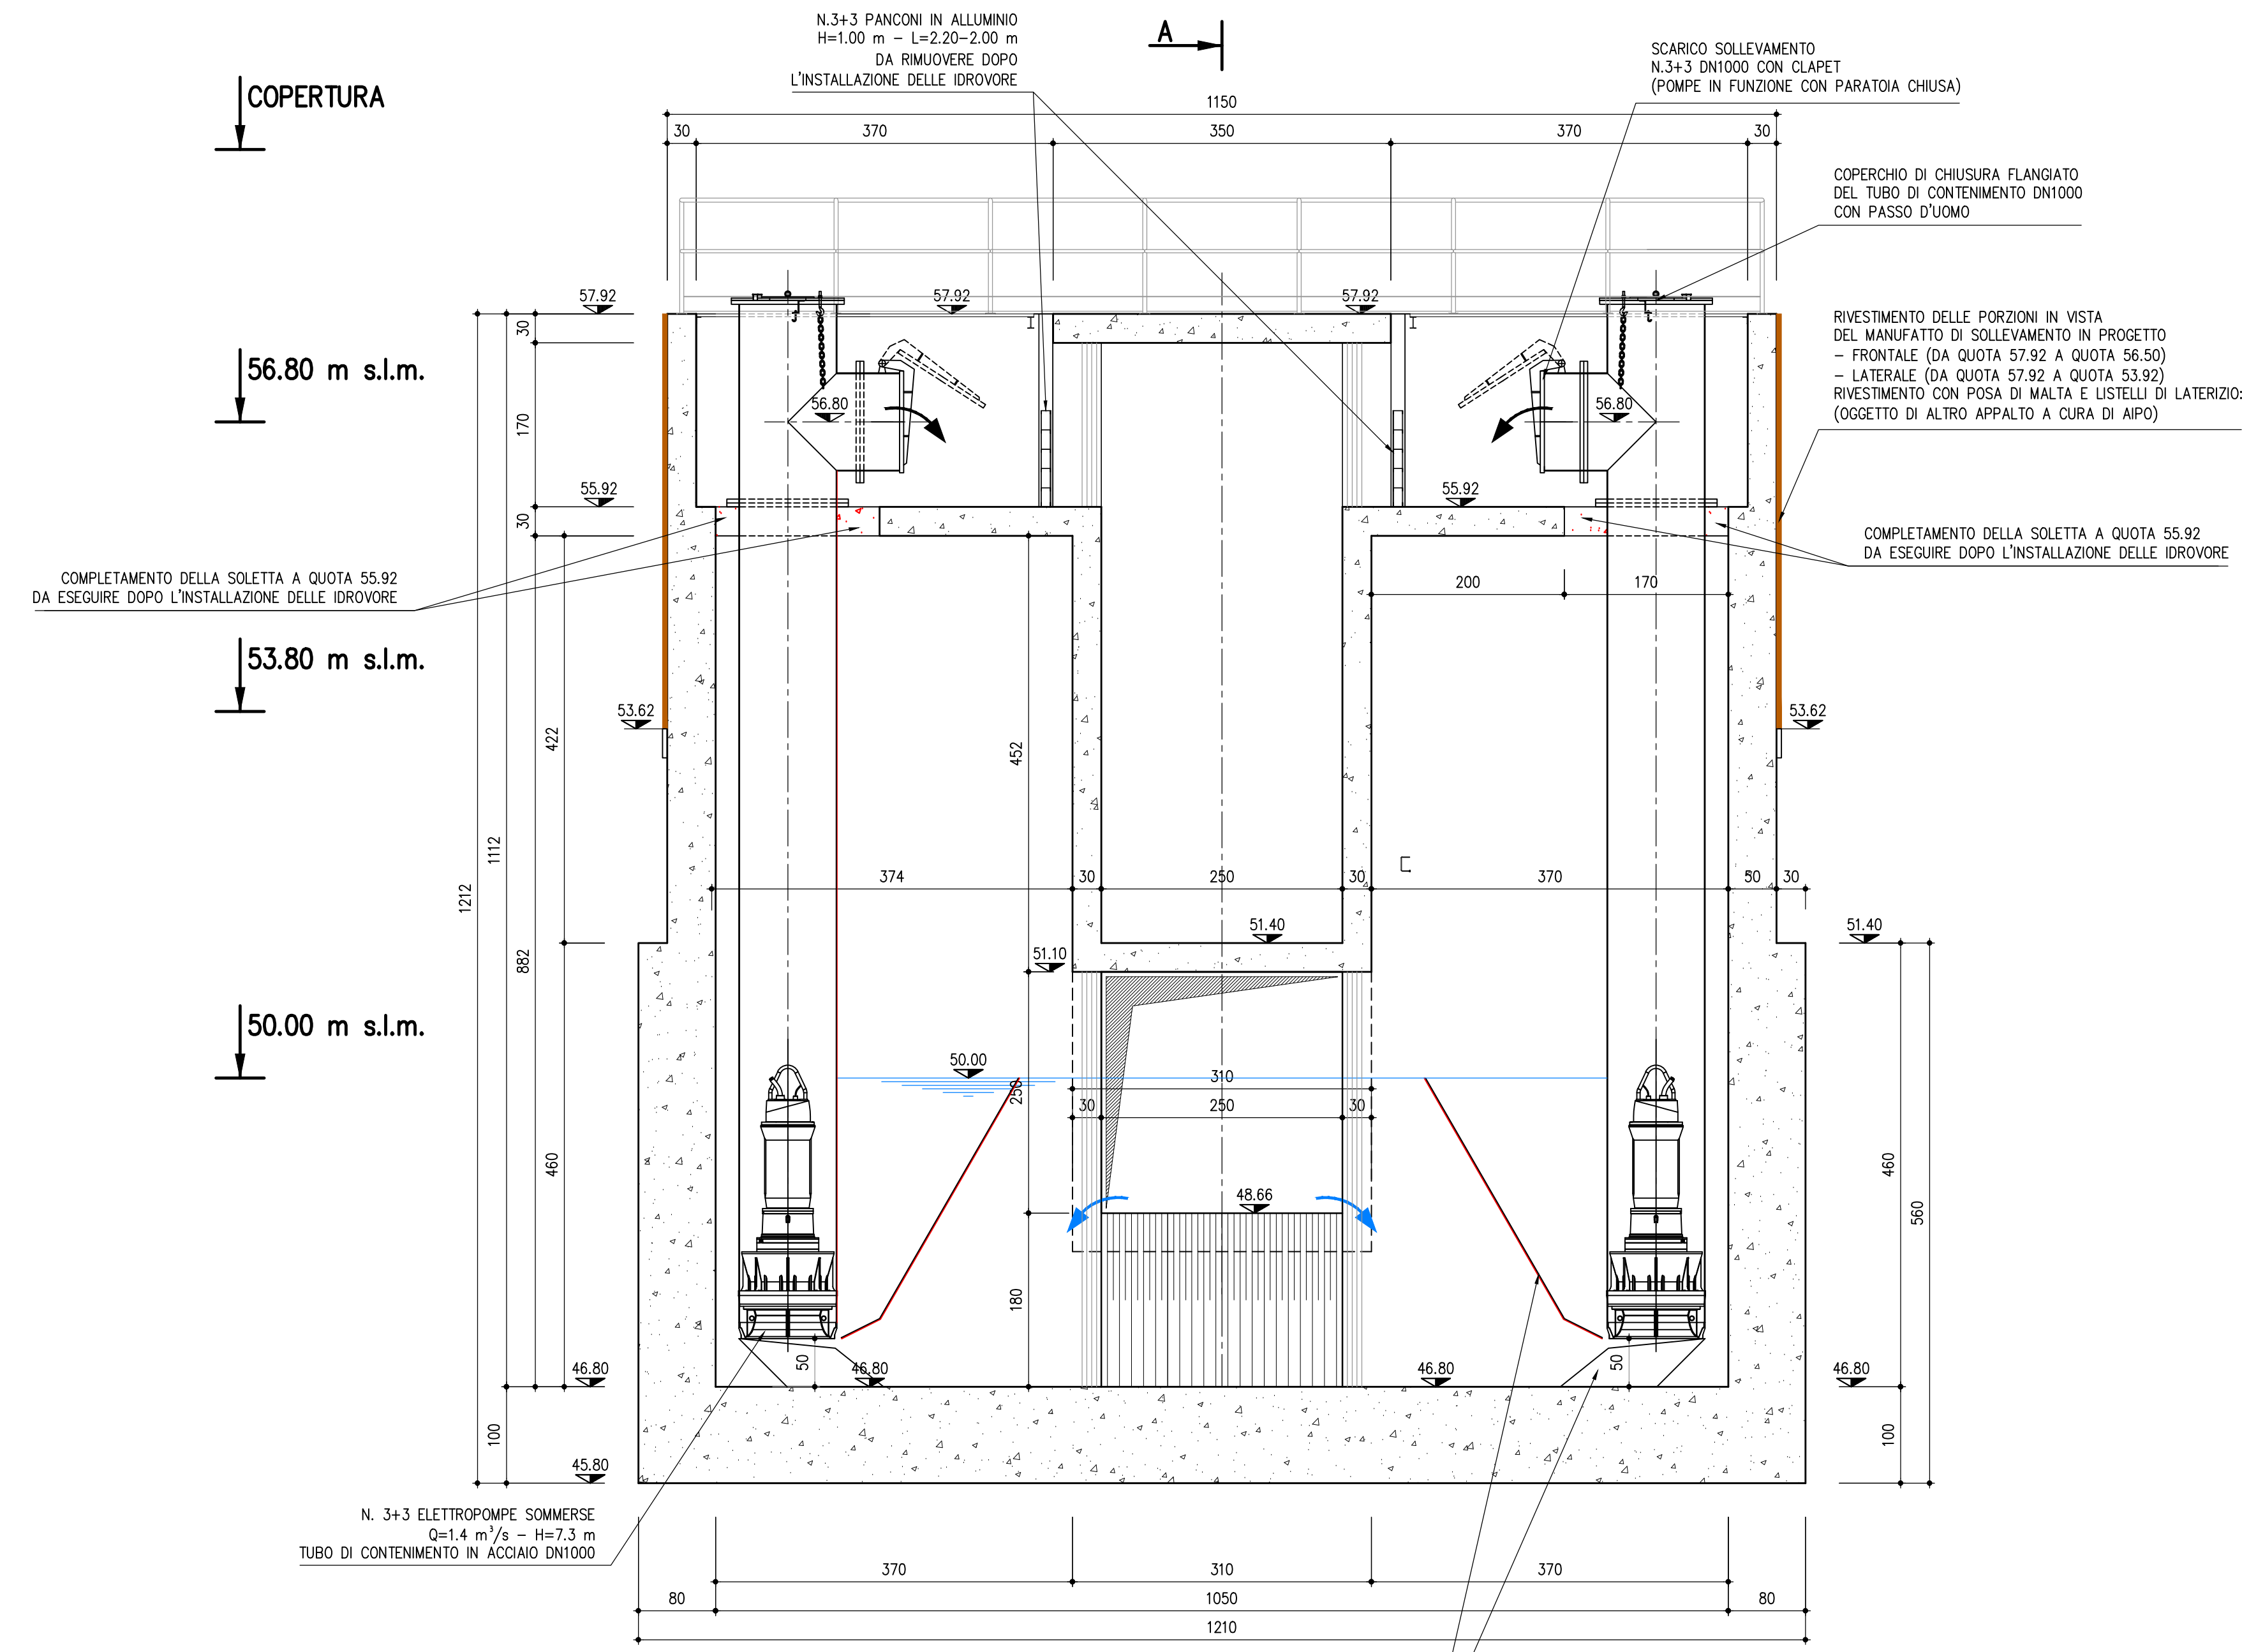 N.3+3 PANCONI IN ALLUMINIO
H=1.00 m – L=2.20–2.00 m
DA RIMUOVERE DOPO
L'INSTALLAZIONE DELLE IDROVORE
A
SCARICO SOLLEVAMENTO
N.3+3 DN1000 CON CLAPET
(POMPE IN FUNZIONE CON PARATOIA CHIUSA)
COPERTURA
1150
30 370 350 370 30
COPERCHIO DI CHIUSURA FLANGIATO
DEL TUBO DI CONTENIMENTO DN1000
CON PASSO D'UOMO
57.92 57.92 57.92
RIVESTIMENTO DELLE PORZIONI IN VISTA
DEL MANUFATTO DI SOLLEVAMENTO IN PROGETTO
– FRONTALE (DA QUOTA 57.92 A QUOTA 56.50)
– LATERALE (DA QUOTA 57.92 A QUOTA 53.92)
RIVESTIMENTO CON POSA DI MALTA E LISTELLI DI LATERIZIO:
(OGGETTO DI ALTRO APPALTO A CURA DI AIPO)
30
56.80 m s.l.m.
170
56.80 56.80
55.92 55.92
30
COMPLETAMENTO DELLA SOLETTA A QUOTA 55.92
DA ESEGUIRE DOPO L'INSTALLAZIONE DELLE IDROVORE
COMPLETAMENTO DELLA SOLETTA A QUOTA 55.92
DA ESEGUIRE DOPO L'INSTALLAZIONE DELLE IDROVORE
200 170
53.80 m s.l.m.
53.62 53.62
422
452
1112
1212
882
374 30 250 30 370 50 30
51.40 51.40
51.10
50.00 m s.l.m.
50.00
310
250
30 250 30
460
460
560
48.66
180
50 50
46.80 46.80 46.80 46.80
100
100
45.80
N. 3+3 ELETTROPOMPE SOMMERSE
Q=1.4 m³/s – H=7.3 m
TUBO DI CONTENIMENTO IN ACCIAIO DN1000
370 310 370
80 1050 80
1210